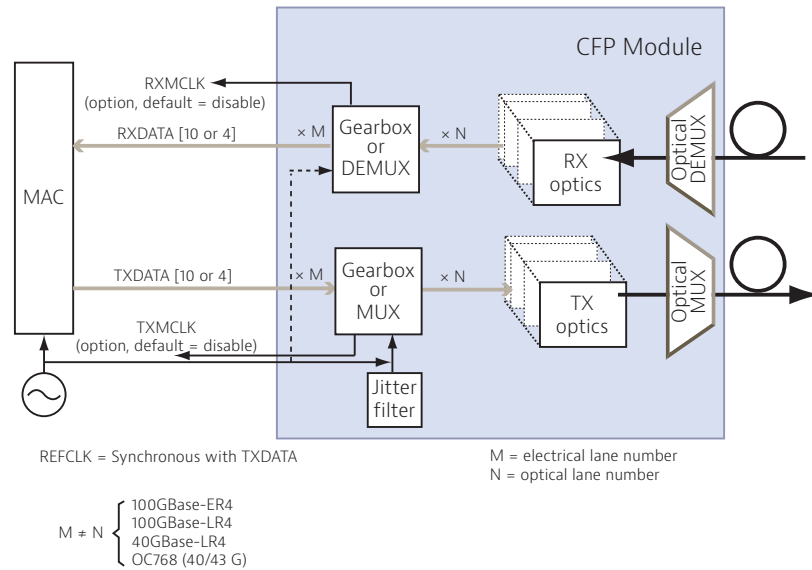 CFP Module
RXMCLK
(option, default = disable)
RXDATA [10 or 4]
× M
Gearbox
or
DEMUX
× N
RX
optics
Optical
DEMUX
MAC
TXDATA [10 or 4]
× M
Gearbox
or
MUX
× N
TX
optics
Optical
MUX
TXMCLK
(option, default = disable)
Jitter
filter
REFCLK = Synchronous with TXDATA
M = electrical lane number
N = optical lane number
M ≠ N
100GBase-ER4
100GBase-LR4
40GBase-LR4
OC768 (40/43 G)